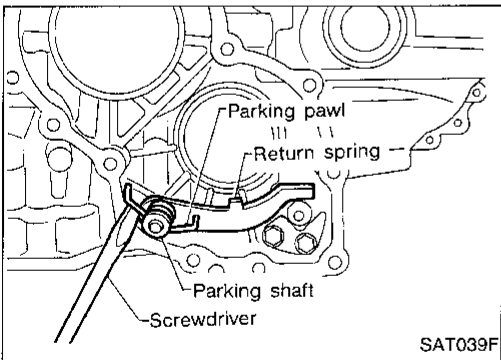 Parking pawl
Return spring
Parking shaft
Screwdriver
SAT039F